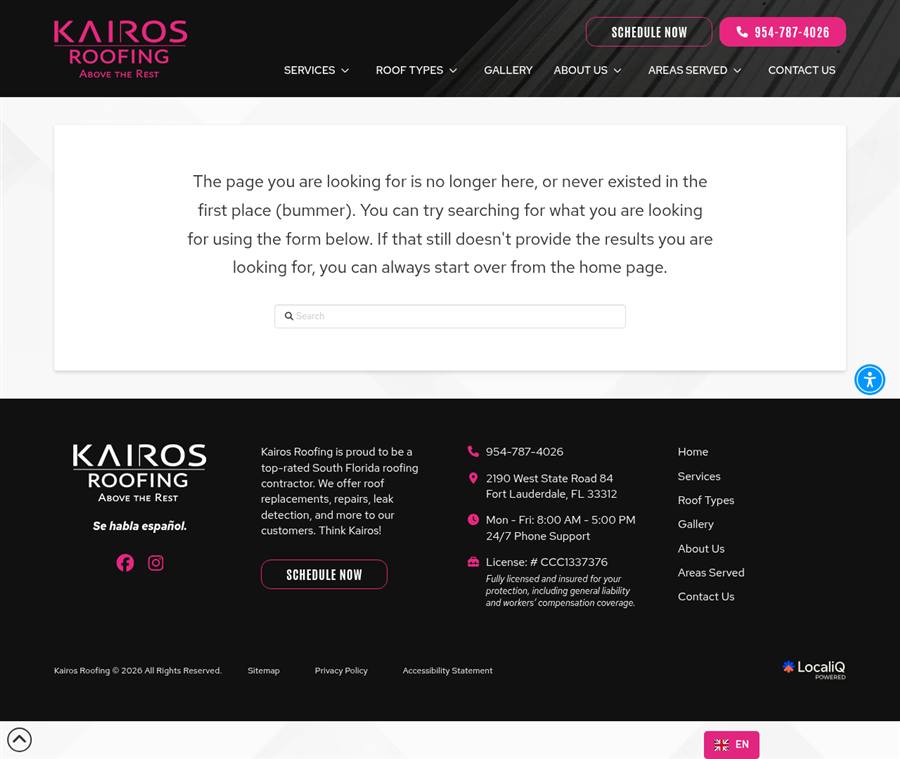 KAIROS
ROOFING
ABOVE THE REST
SCHEDULE NOW
954-787-4026
SERVICES
ROOF TYPES
GALLERY
ABOUT US
AREAS SERVED
CONTACT US
The page you are looking for is no longer here, or never existed in the
first place (bummer). You can try searching for what you are looking
for using the form below. If that still doesn't provide the results you are
looking for, you can always start over from the home page.
Search
KAIROS
ROOFING
ABOVE THE REST
Se habla español.
Kairos Roofing is proud to be a
top-rated South Florida roofing
contractor. We offer roof
replacements, repairs, leak
detection, and more to our
customers. Think Kairos!
SCHEDULE NOW
954-787-4026
2190 West State Road 84
Fort Lauderdale, FL 33312
Mon - Fri: 8:00 AM - 5:00 PM
24/7 Phone Support
License: # CCC1337376
Fully licensed and insured for your
protection, including general liability
and workers' compensation coverage.
Home
Services
Roof Types
Gallery
About Us
Areas Served
Contact Us
Kairos Roofing © 2026 All Rights Reserved.
Sitemap
Privacy Policy
Accessibility Statement
LocaliQ
POWERED
EN